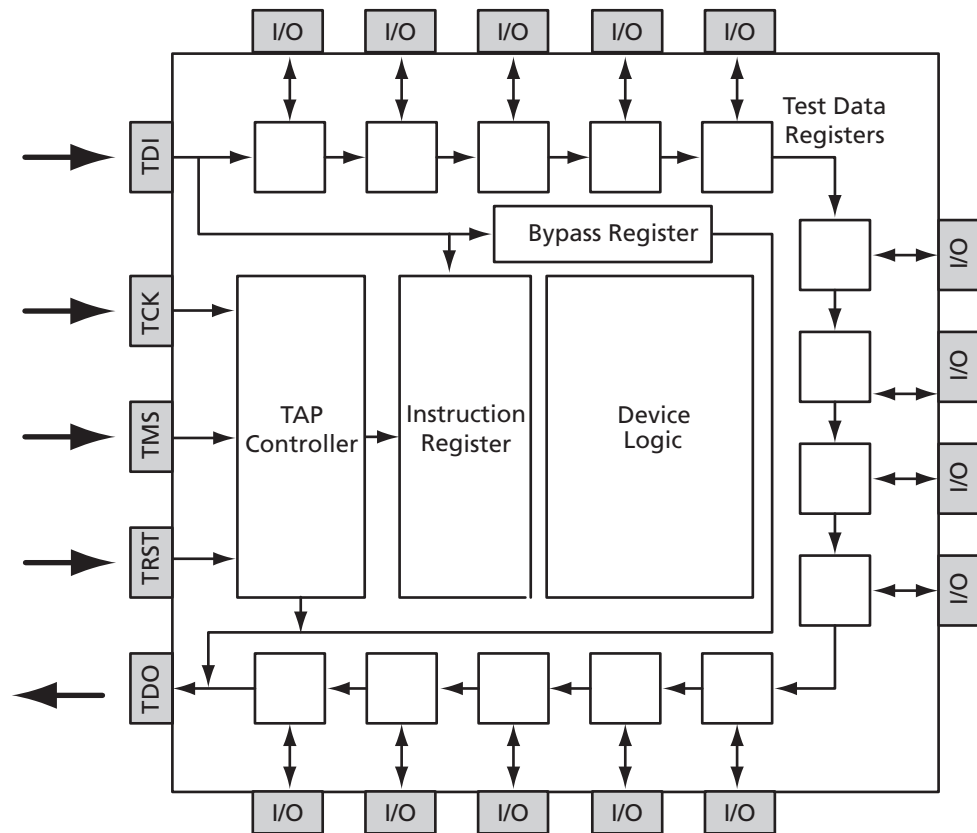 I/O I/O I/O I/O I/O
Test Data
Registers
TDI
Bypass Register
I/O
TCK
I/O
TAP
Controller
Instruction
Register
Device
Logic
TMS
I/O
TRST
I/O
TDO
I/O I/O I/O I/O I/O